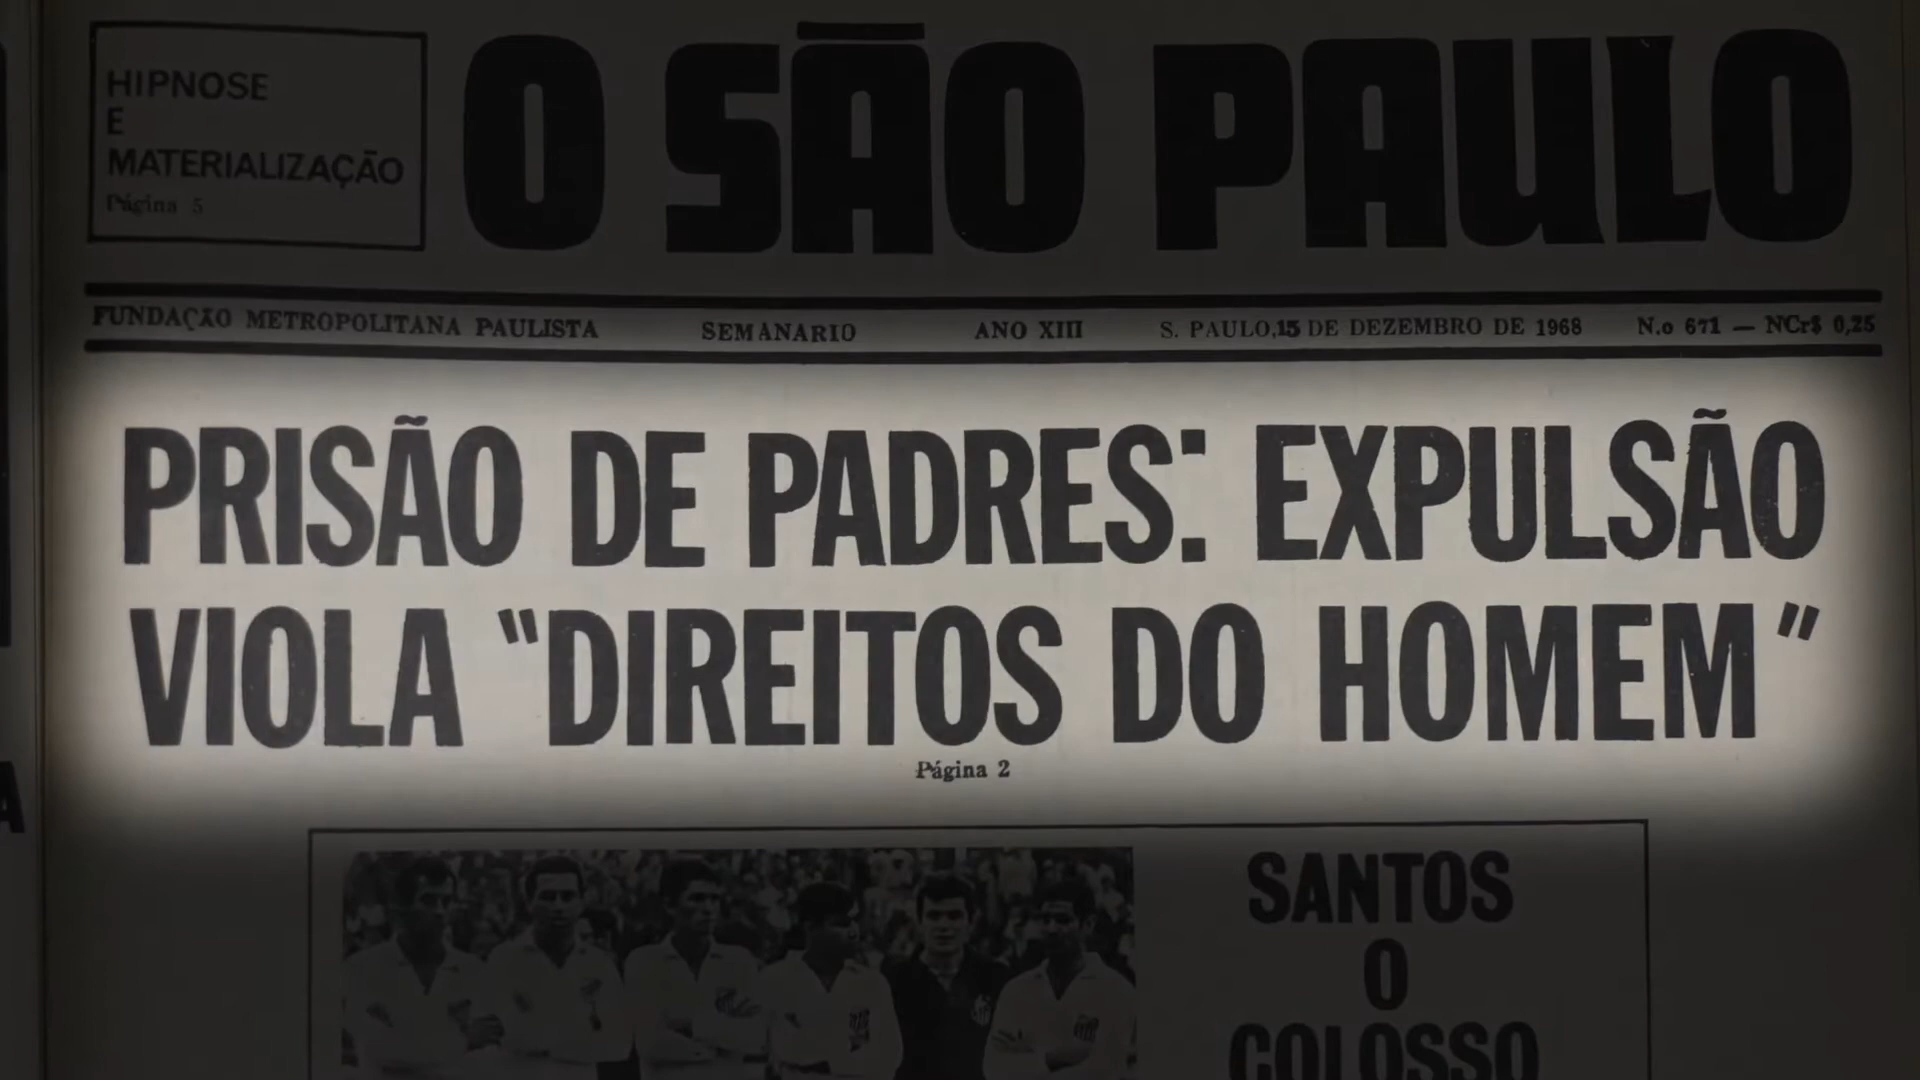 HIPNOSE
E
MATERIALIZAÇÃO
Página 5
O SÃO PAULO
FUNDAÇÃO METROPOLITANA PAULISTA SEMANARIO ANO XIII S. PAULO,15 DE DEZEMBRO DE 1968 N.o 671 — NCr$ 0,25
PRISÃO DE PADRES: EXPULSÃO
VIOLA "DIREITOS DO HOMEM"
Página 2
SANTOS
O
COLOSSO
A